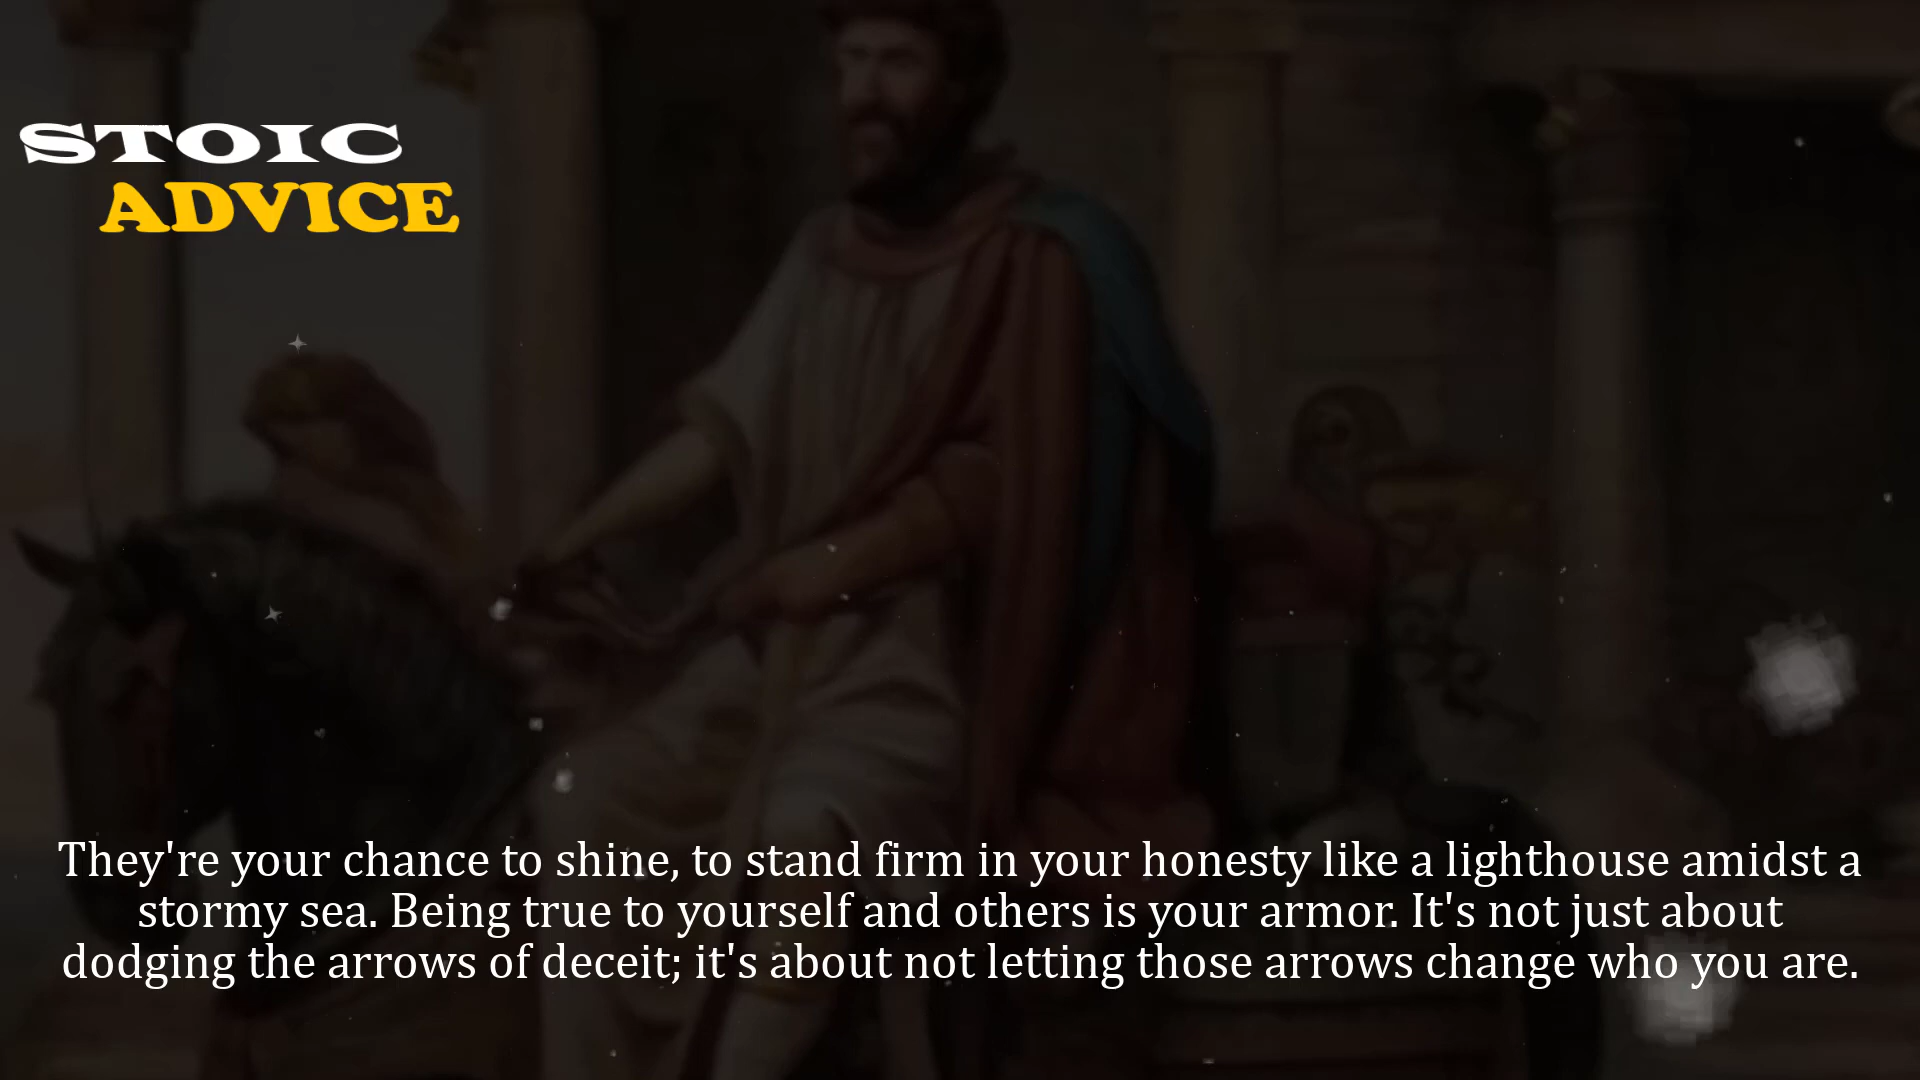 STOIC
ADVICE
They're your chance to shine, to stand firm in your honesty like a lighthouse amidst a
stormy sea. Being true to yourself and others is your armor. It's not just about
dodging the arrows of deceit; it's about not letting those arrows change who you are.